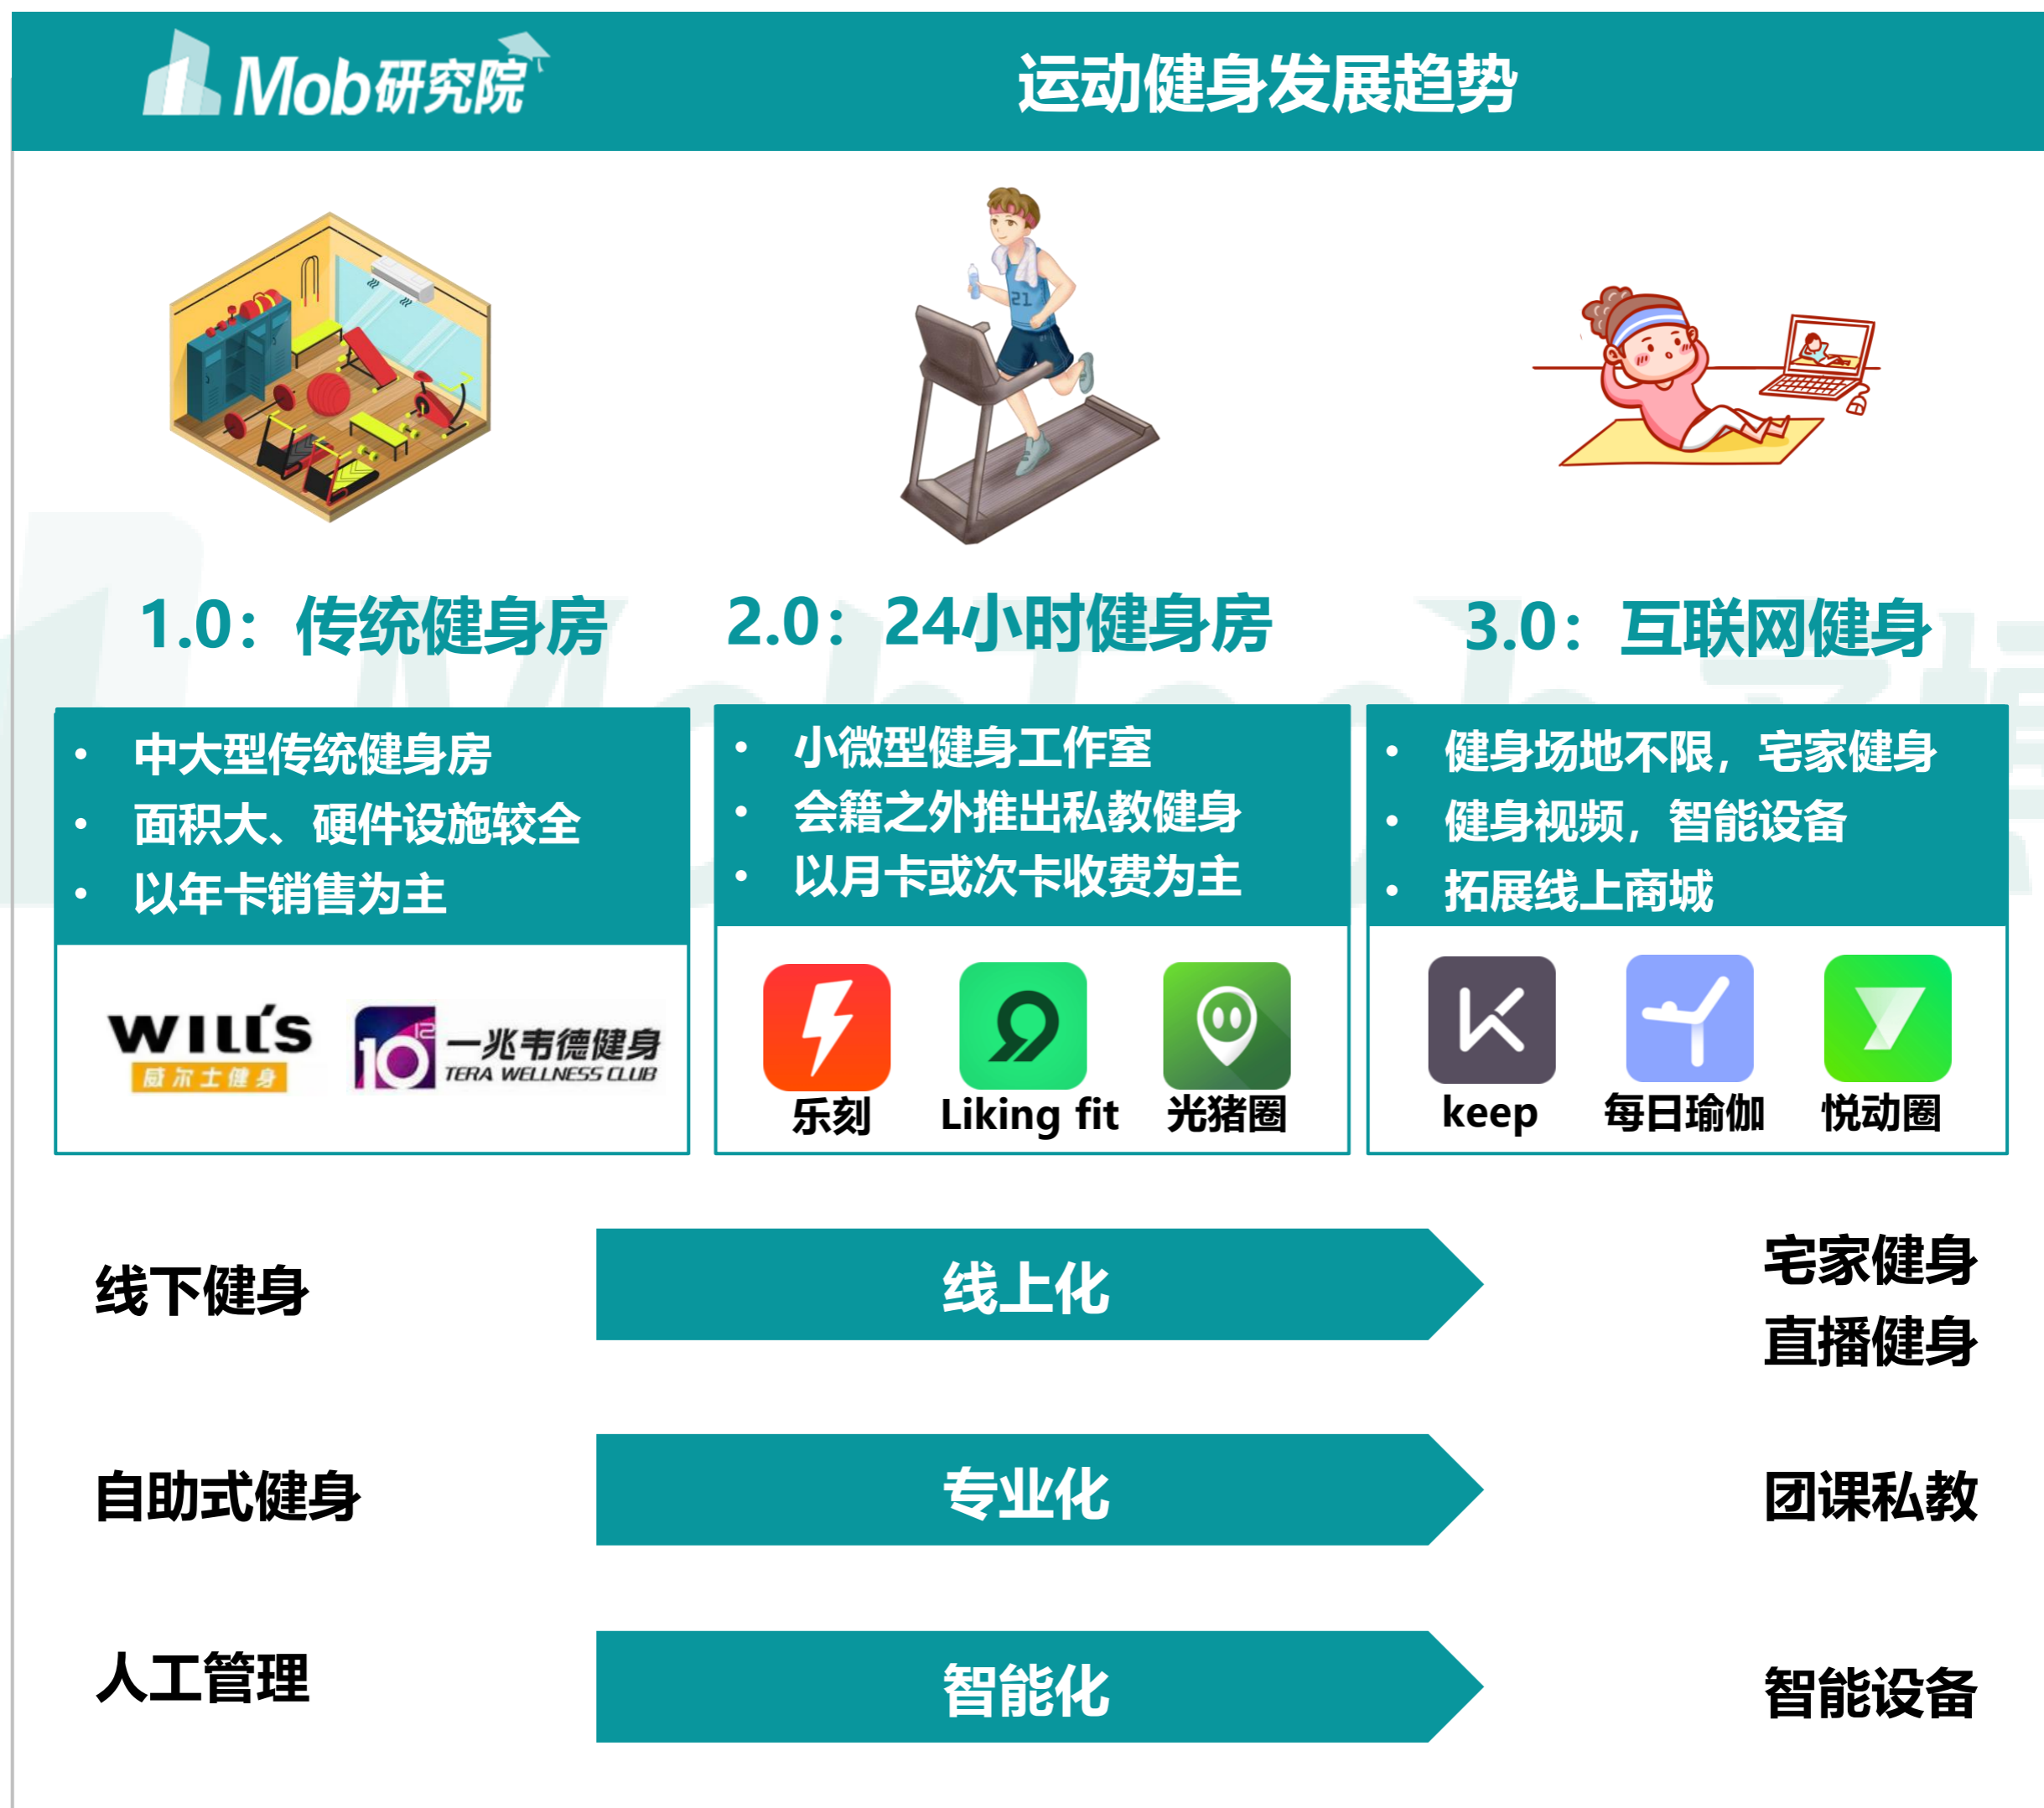 Mob研究院
运动健身发展趋势
1.0：传统健身房
2.0：24小时健身房
3.0：互联网健身
• 中大型传统健身房
• 面积大、硬件设施较全
• 以年卡销售为主
• 小微型健身工作室
• 会籍之外推出私教健身
• 以月卡或次卡收费为主
• 健身场地不限，宅家健身
• 健身视频，智能设备
• 拓展线上商城
WILL'S
威尔士健身
10 12
一兆韦德健身
TERA WELLNESS CLUB
乐刻
Liking fit
光猪圈
keep
每日瑜伽
悦动圈
线下健身
线上化
宅家健身
直播健身
自助式健身
专业化
团课私教
人工管理
智能化
智能设备
21
MobTech